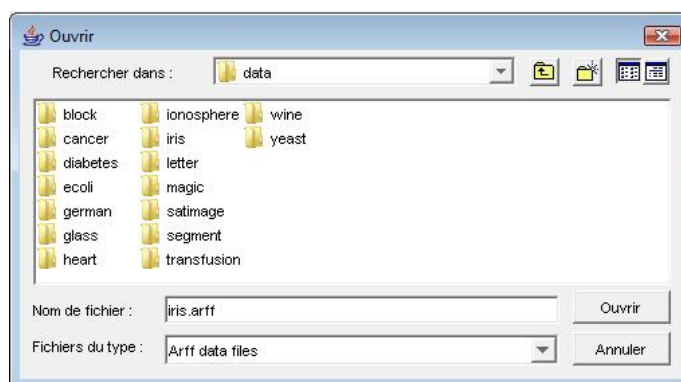 Ouvrir
Rechercher dans : data
block ionosphere wine
cancer iris yeast
diabetes letter
ecoli magic
german satimage
glass segment
heart transfusion
Nom de fichier : iris.arff Ouvrir
Fichiers du type : Arff data files Annuler